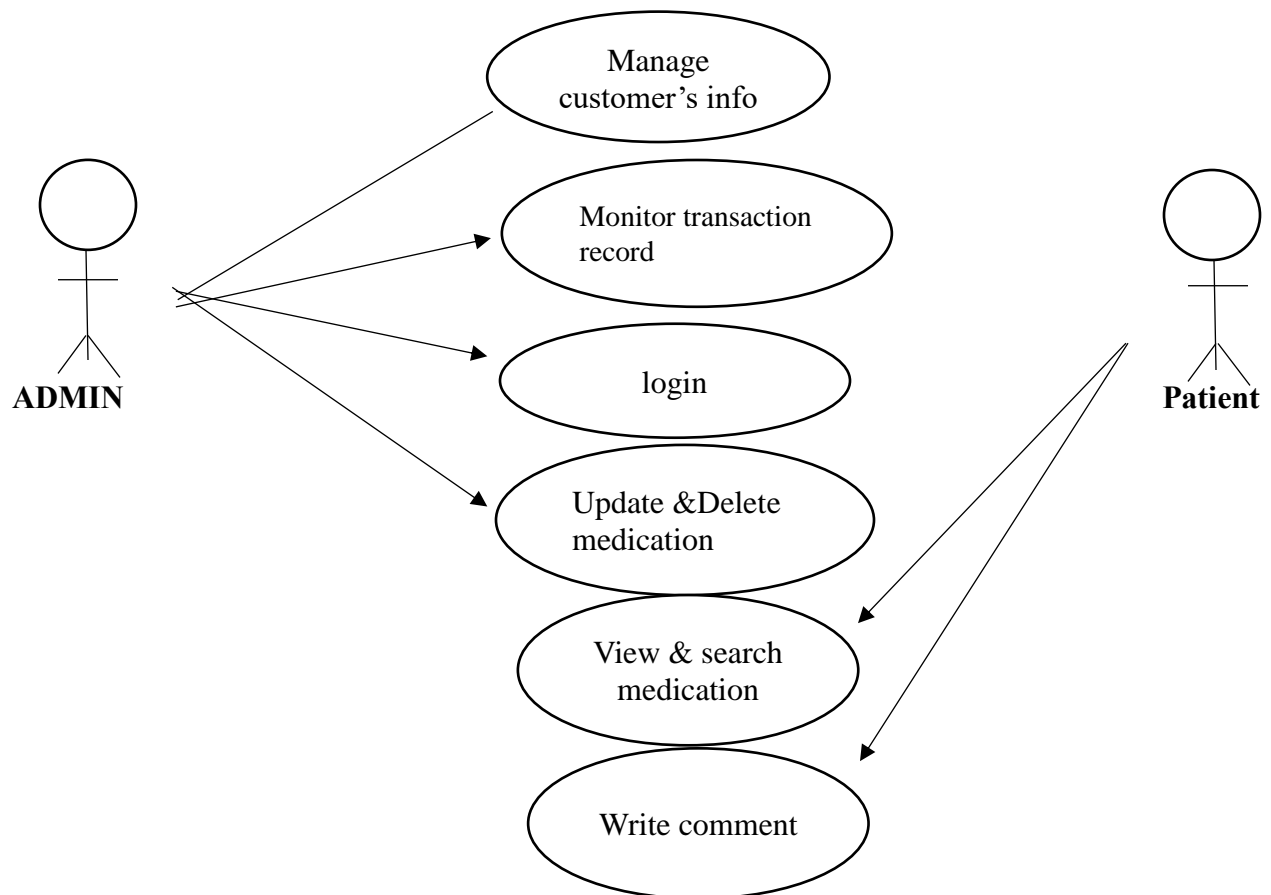 Manage
customer’s info
Monitor transaction
record
login
ADMIN
Patient
Update &Delete
medication
View & search
medication
Write comment